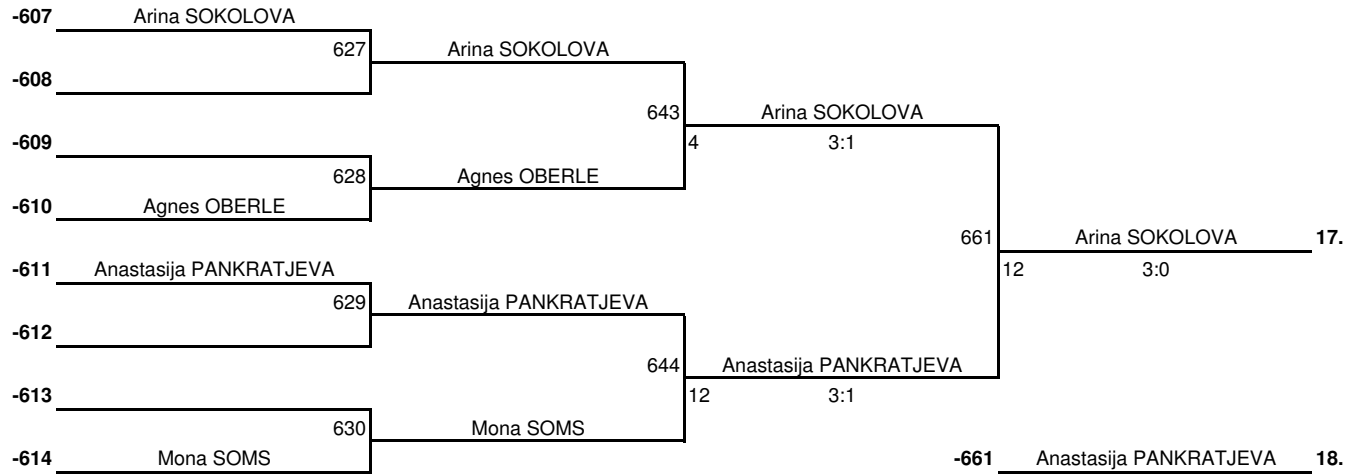 -607 Arina SOKOLOVA
627 Arina SOKOLOVA
-608
643 Arina SOKOLOVA
4 3:1
-609
628 Agnes OBERLE
-610 Agnes OBERLE
661 Arina SOKOLOVA 17.
12 3:0
-611 Anastasija PANKRATJEVA
629 Anastasija PANKRATJEVA
-612
644 Anastasija PANKRATJEVA
12 3:1
-613
630 Mona SOMS
-614 Mona SOMS
-661 Anastasija PANKRATJEVA 18.